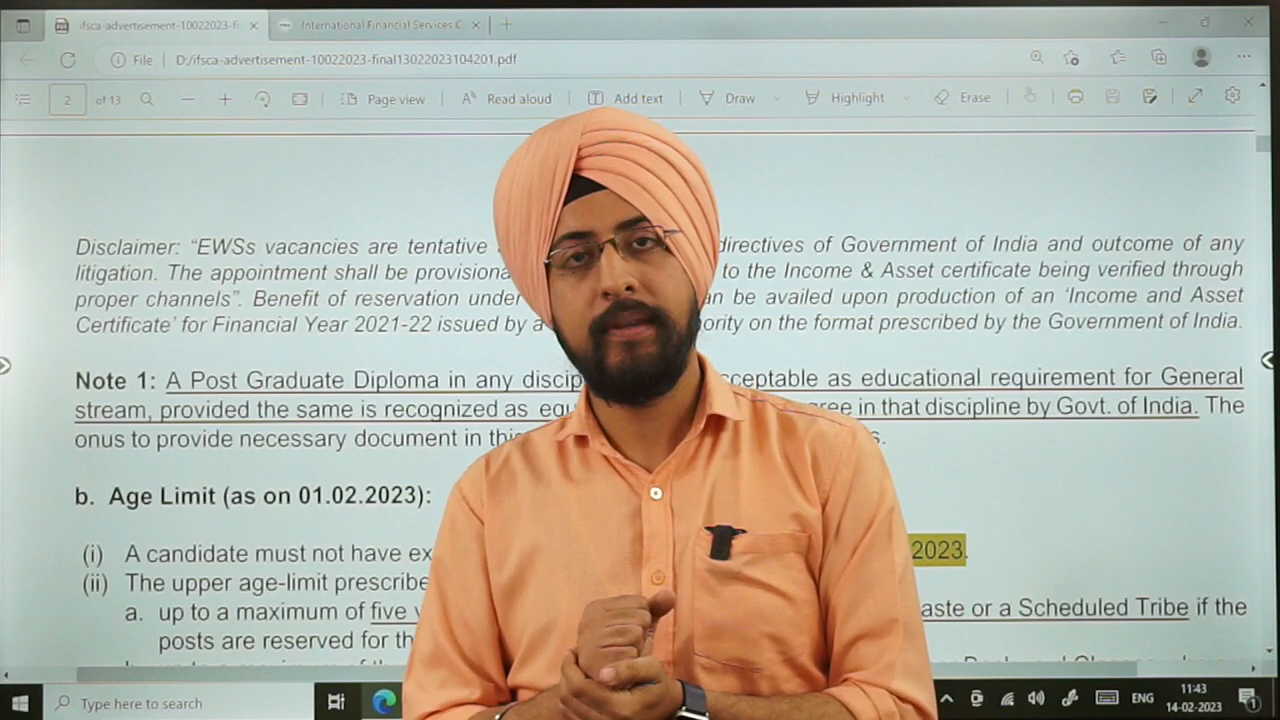 ifsca-advertisement-10022023-f
International Financial Services C
File D:/ifsca-advertisement-10022023-final13022023104201.pdf
2 of 13 Page view Read aloud Add text Draw Highlight Erase
Disclaimer: “EWSs vacancies are tentative directives of Government of India and outcome of any
litigation. The appointment shall be provisiona to the Income & Asset certificate being verified through
proper channels”. Benefit of reservation under an be availed upon production of an ‘Income and Asset
Certificate’ for Financial Year 2021-22 issued by a ority on the format prescribed by the Government of India.
Note 1: A Post Graduate Diploma in any discip cceptable as educational requirement for General
stream, provided the same is recognized as equ ree in that discipline by Govt. of India. The
onus to provide necessary document in this s.
b. Age Limit (as on 01.02.2023):
(i) A candidate must not have ex 2023.
(ii) The upper age-limit prescribe
a. up to a maximum of five y aste or a Scheduled Tribe if the
posts are reserved for th
Type here to search
ENG
11:43
14-02-2023
1